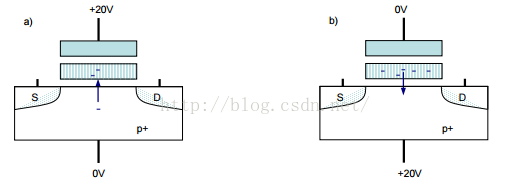 +20V
0V
a)
b)
S
D
S
D
http://blog.csdn.net/
p+
p+
0V
+20V